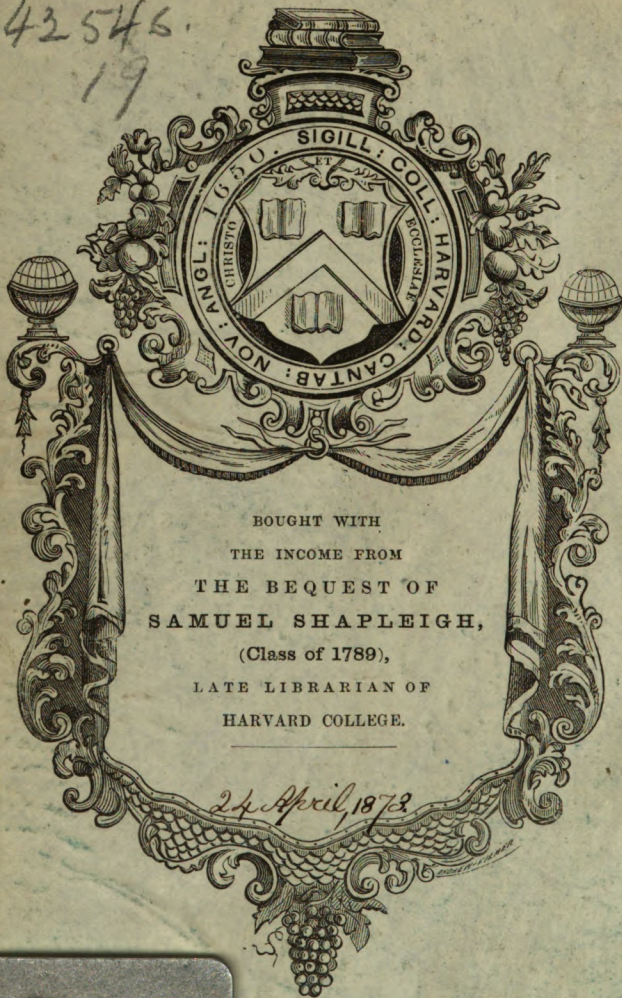 42546.
19
SIGILL: COLL: HARVARD: CANTAB: NOV: ANGL: 1650.
ET
CHRISTO
ECCLESIAE
BOUGHT WITH
THE INCOME FROM
THE BEQUEST OF
SAMUEL SHAPLEIGH,
(Class of 1789),
LATE LIBRARIAN OF
HARVARD COLLEGE.
24 April, 1873